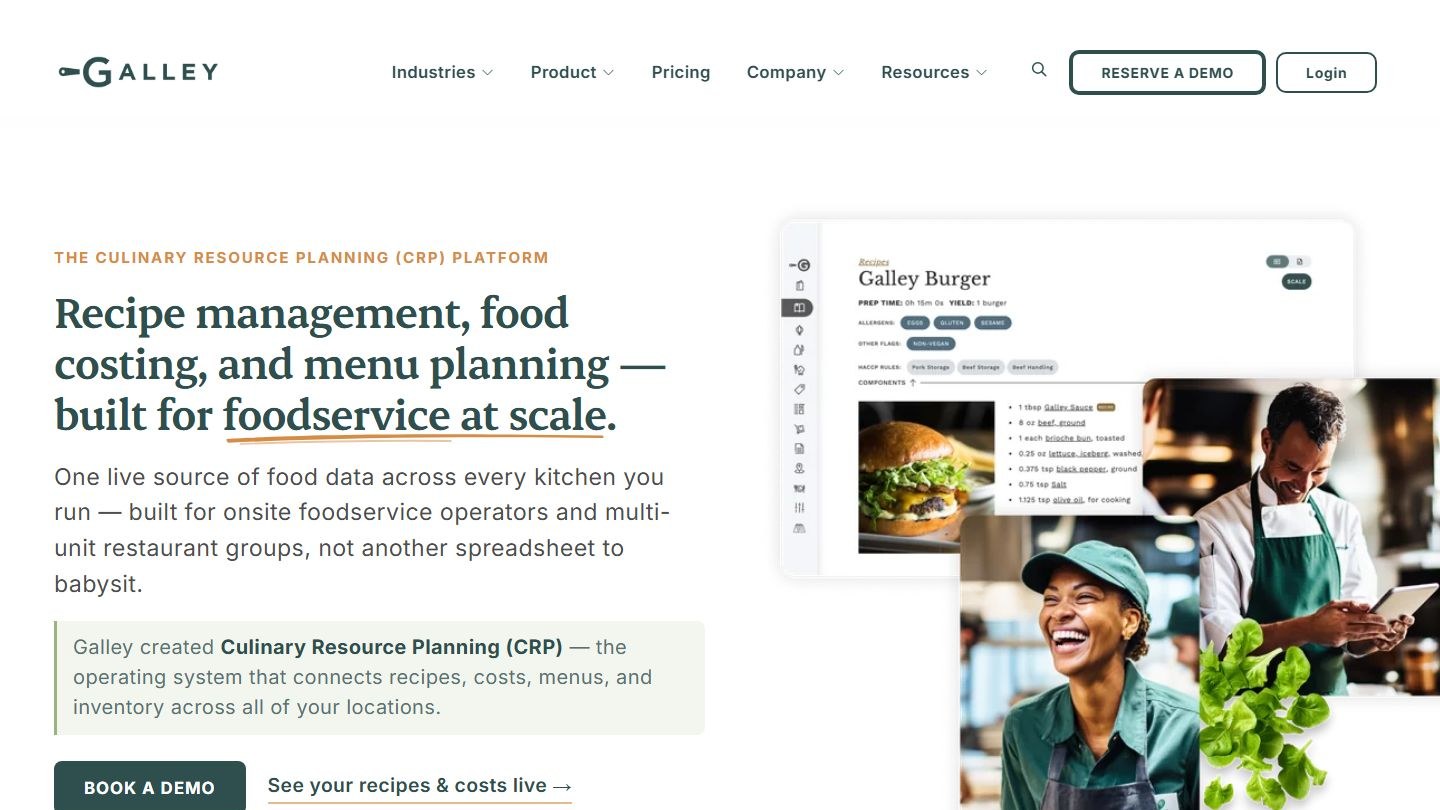 GALLEY
Industries
Product
Pricing
Company
Resources
RESERVE A DEMO
Login
THE CULINARY RESOURCE PLANNING (CRP) PLATFORM
Recipe management, food
costing, and menu planning —
built for foodservice at scale.
One live source of food data across every kitchen you
run — built for onsite foodservice operators and multi-
unit restaurant groups, not another spreadsheet to
babysit.
Galley created Culinary Resource Planning (CRP) — the
operating system that connects recipes, costs, menus, and
inventory across all of your locations.
BOOK A DEMO
See your recipes & costs live →
G
Recipes
Galley Burger
SCALE
PREP TIME: 0h 15m 0s YIELD: 1 burger
ALLERGENS: EGGS GLUTEN SESAME
OTHER FLAGS: NON-VEGAN
HACCP RULES: Pork Storage Beef Storage Beef Handling
COMPONENTS ↑
• 1 tbsp Galley Sauce
• 8 oz beef, ground
• 1 each brioche bun, toasted
• 0.25 oz lettuce, iceberg, washed,
• 0.375 tsp black pepper, ground
• 0.75 tsp Salt
• 1.125 tsp olive oil, for cooking